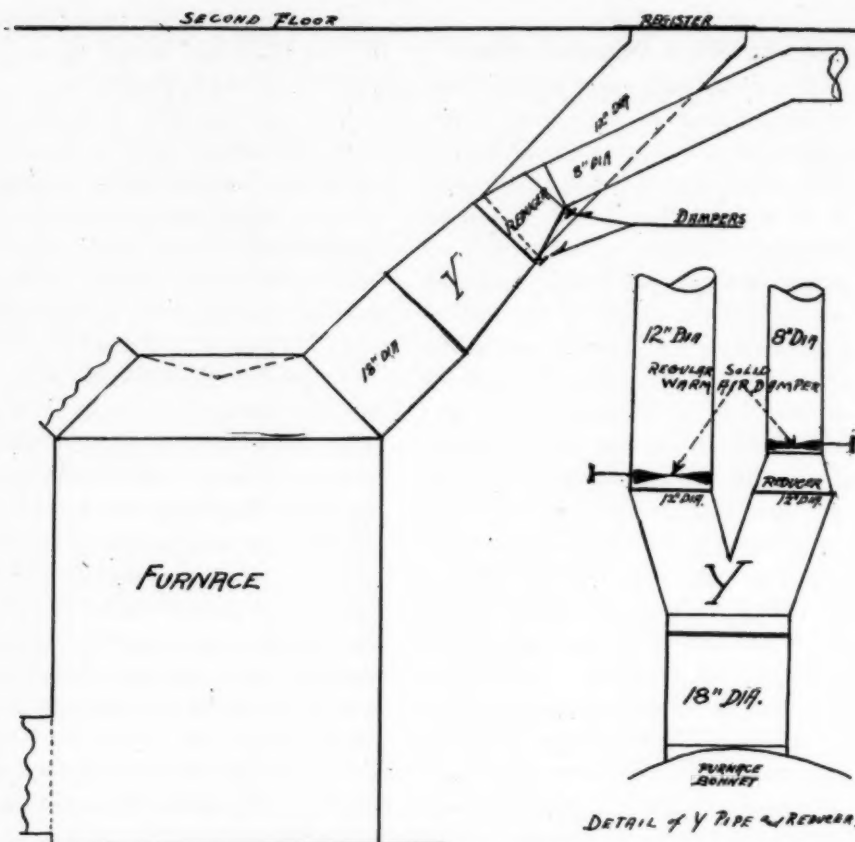 SECOND FLOOR
REGISTER
12" DIA
8" DIA
REDUCER
DAMPERS
Y
18" DIA
12" DIA
8" DIA
REGULAR SOLID
WARM AIR DAMPER
REDUCER
12" DIA.
12" DIA.
Y
FURNACE
18" DIA.
FURNACE
BONNET
DETAIL of Y PIPE and REDUCER